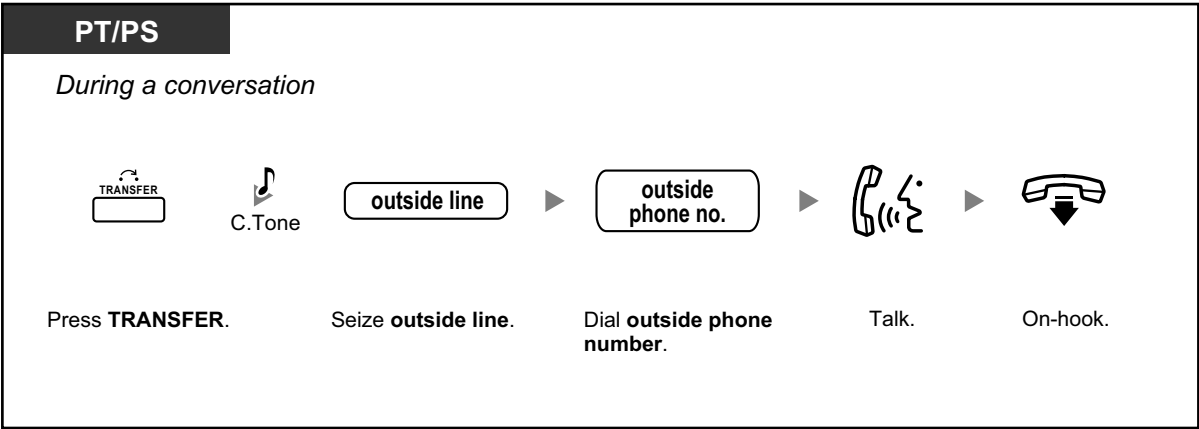 PT/PS
During a conversation
TRANSFER
C.Tone
outside line
outside
phone no.
Press TRANSFER.
Seize outside line.
Dial outside phone
number.
Talk.
On-hook.